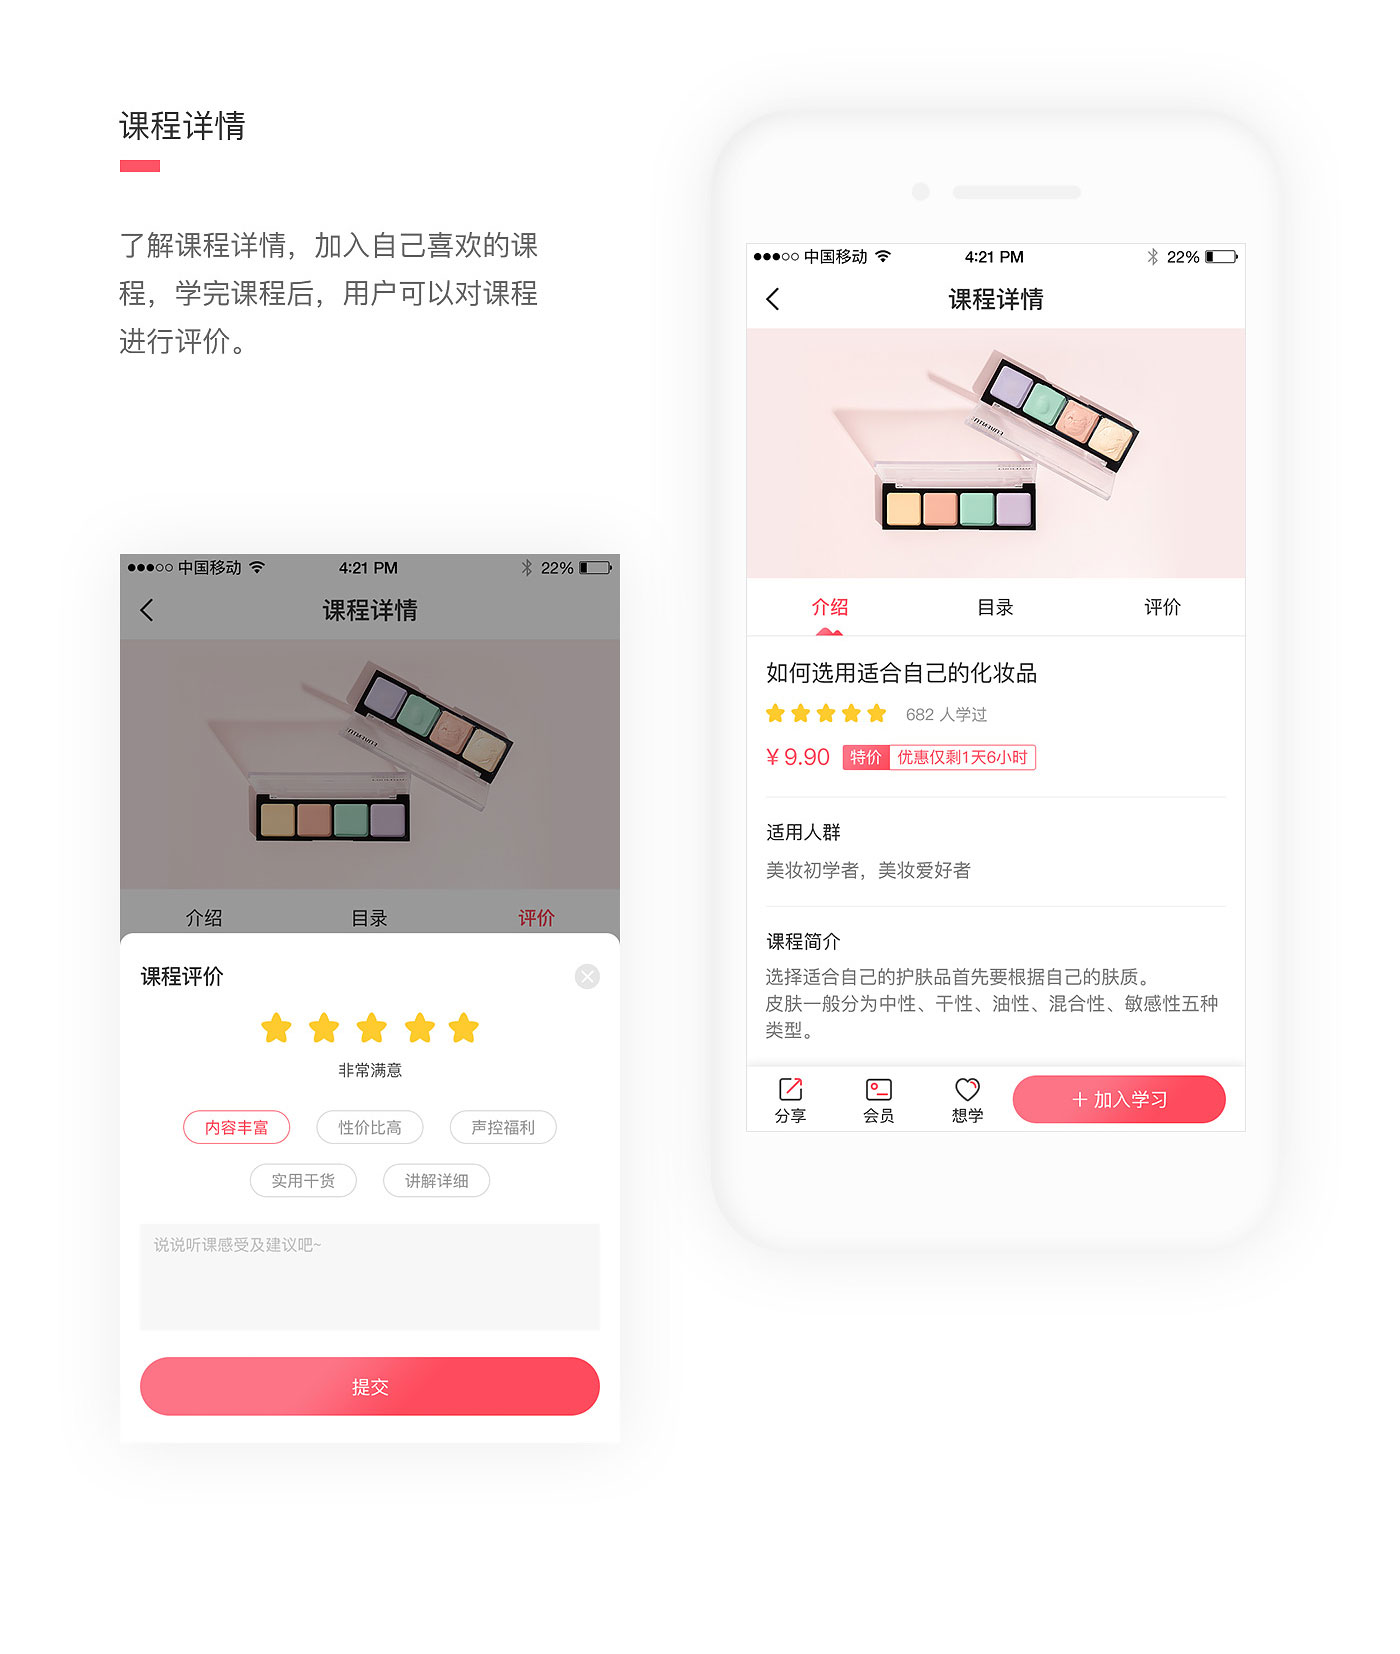 课程详情
了解课程详情，加入自己喜欢的课
程，学完课程后，用户可以对课程
进行评价。
中国移动 4:21 PM 22%
课程详情
介绍 目录 评价
如何选用适合自己的化妆品
682 人学过
¥ 9.90 特价 优惠仅剩1天6小时
适用人群
美妆初学者，美妆爱好者
课程简介
选择适合自己的护肤品首先要根据自己的肤质。
皮肤一般分为中性、干性、油性、混合性、敏感性五种
类型。
分享 会员 想学 + 加入学习
中国移动 4:21 PM 22%
课程详情
介绍 目录 评价
课程评价
非常满意
内容丰富 性价比高 声控福利
实用干货 讲解详细
说说听课感受及建议吧~
提交